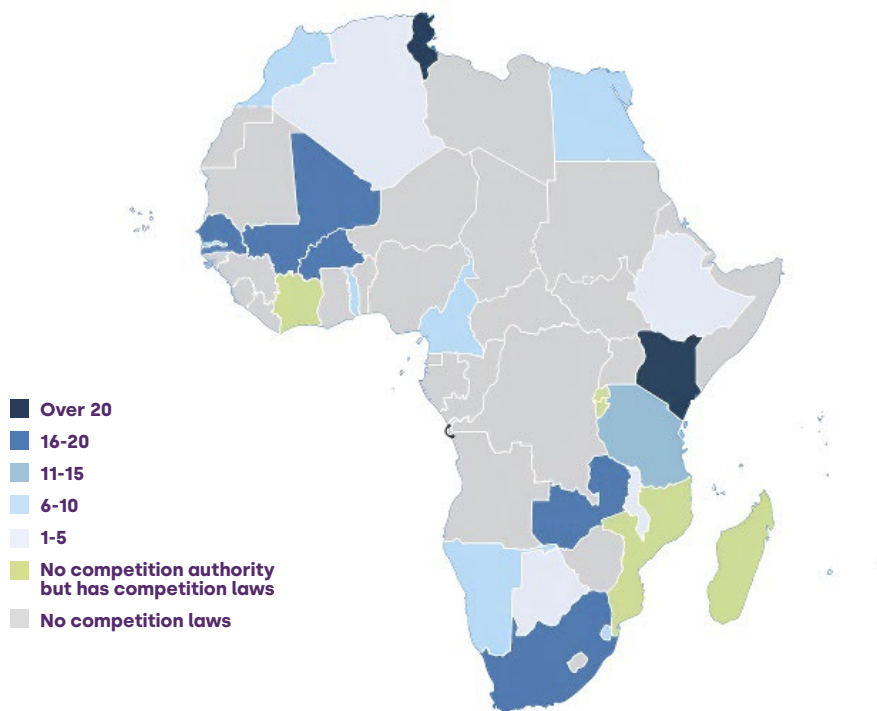 Over 20
16-20
11-15
6-10
1-5
No competition authority
but has competition laws
No competition laws